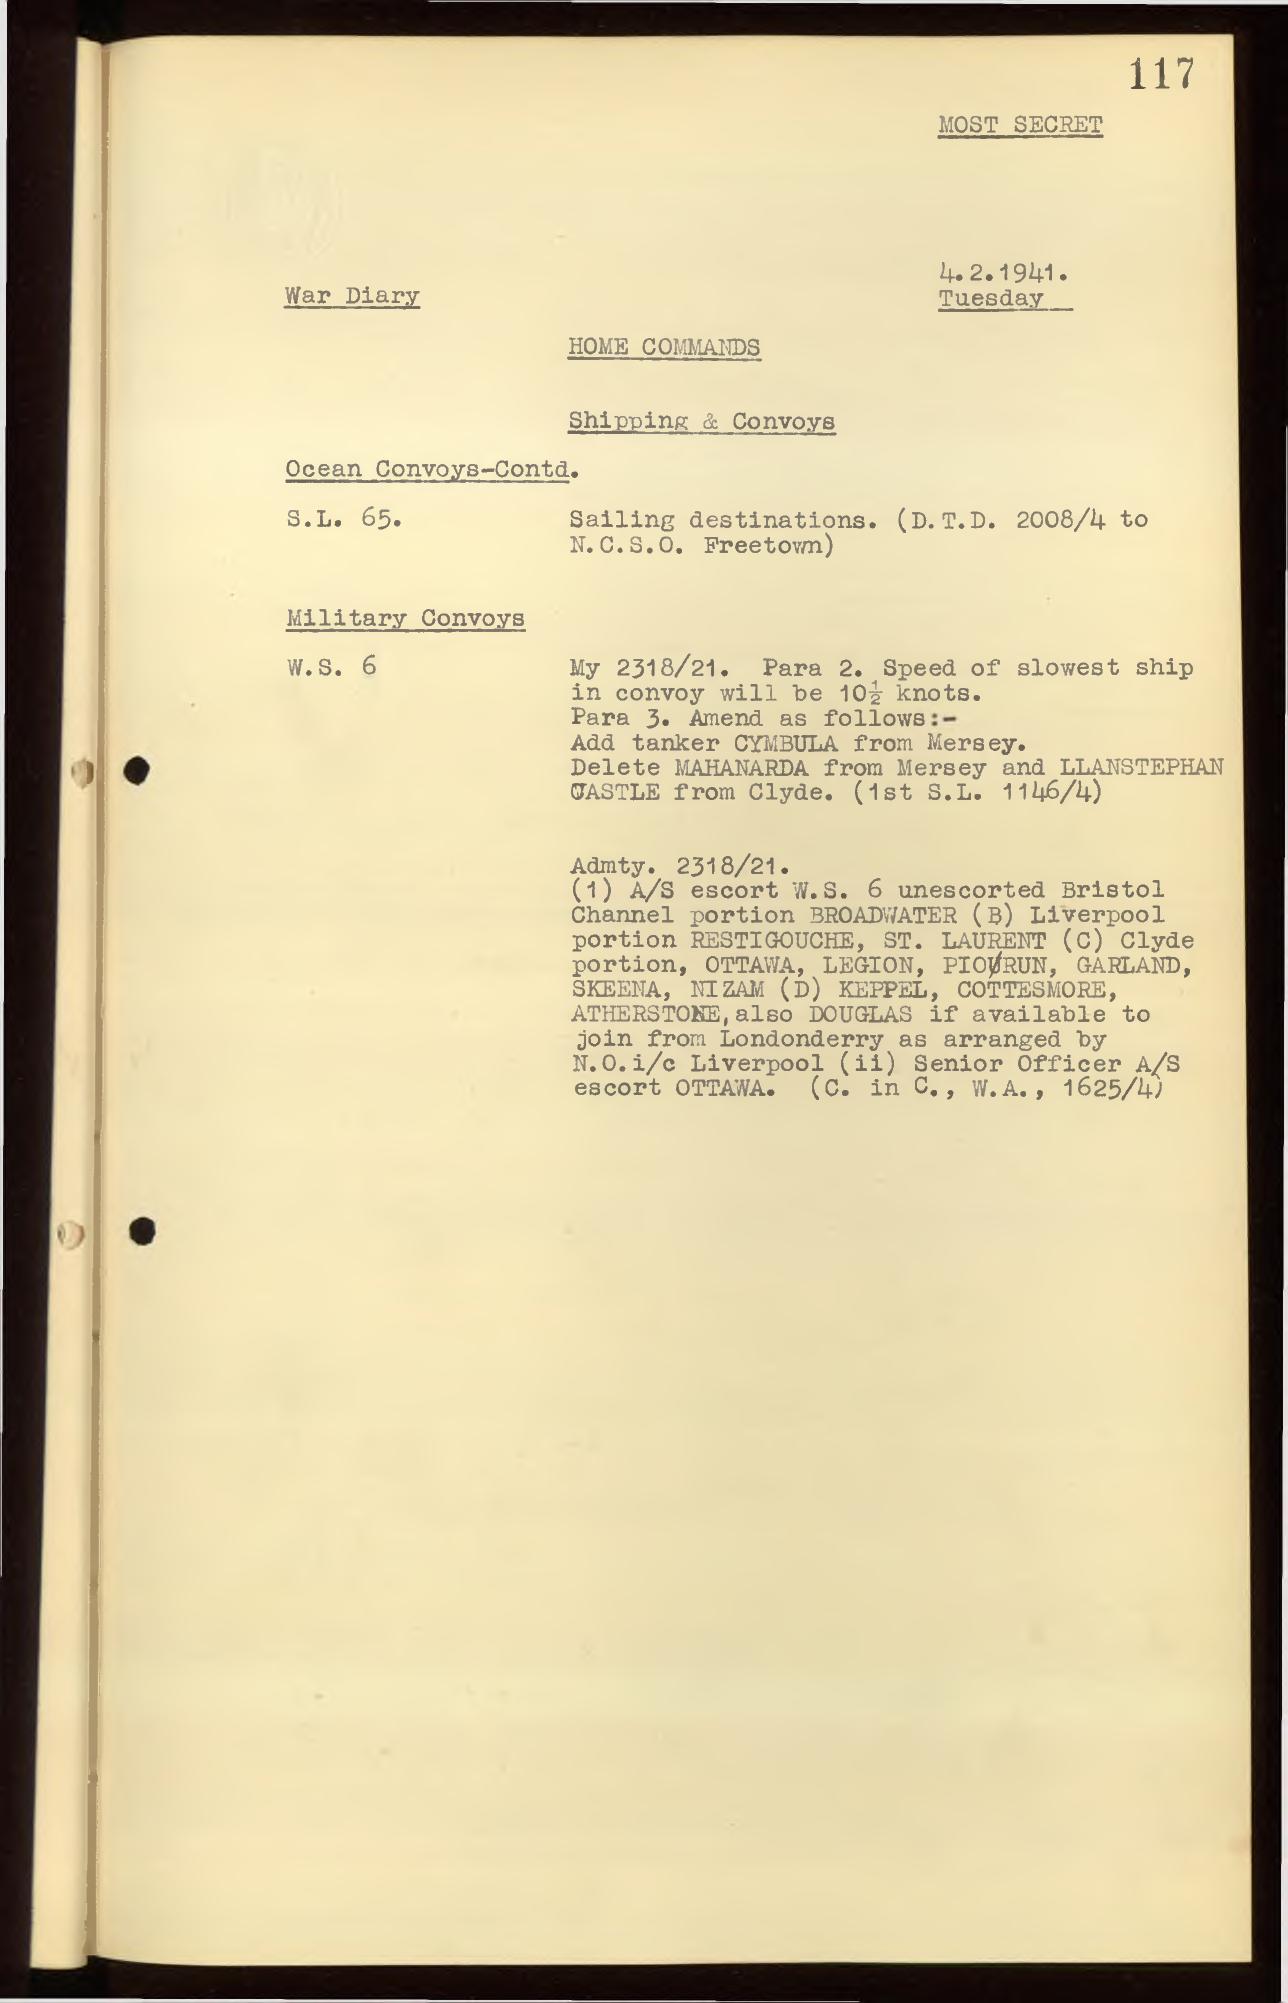 117
MOST SECRET
4.2.1941.
War Diary
Tuesday
HOME COMMANDS
Shipping & Convoys
Ocean Convoys-Contd.
S.L. 65. Sailing destinations. (D.T.D. 2008/4 to
N.C.S.O. Freetown)
Military Convoys
W.S. 6 My 2318/21. Para 2. Speed of slowest ship
in convoy will be 10½ knots.
Para 3. Amend as follows:-
Add tanker CYMBULA from Mersey.
Delete MAHANARDA from Mersey and LLANSTEPHAN
CASTLE from Clyde. (1st S.L. 1146/4)
Admty. 2318/21.
(1) A/S escort W.S. 6 unescorted Bristol
Channel portion BROADWATER (B) Liverpool
portion RESTIGOUCHE, ST. LAURENT (C) Clyde
portion, OTTAWA, LEGION, PIORUN, GARLAND,
SKEENA, NIZAM (D) KEPPEL, COTTESMORE,
ATHERSTONE, also DOUGLAS if available to
join from Londonderry as arranged by
N.O.i/c Liverpool (ii) Senior Officer A/S
escort OTTAWA. (C. in C., W.A., 1625/4)